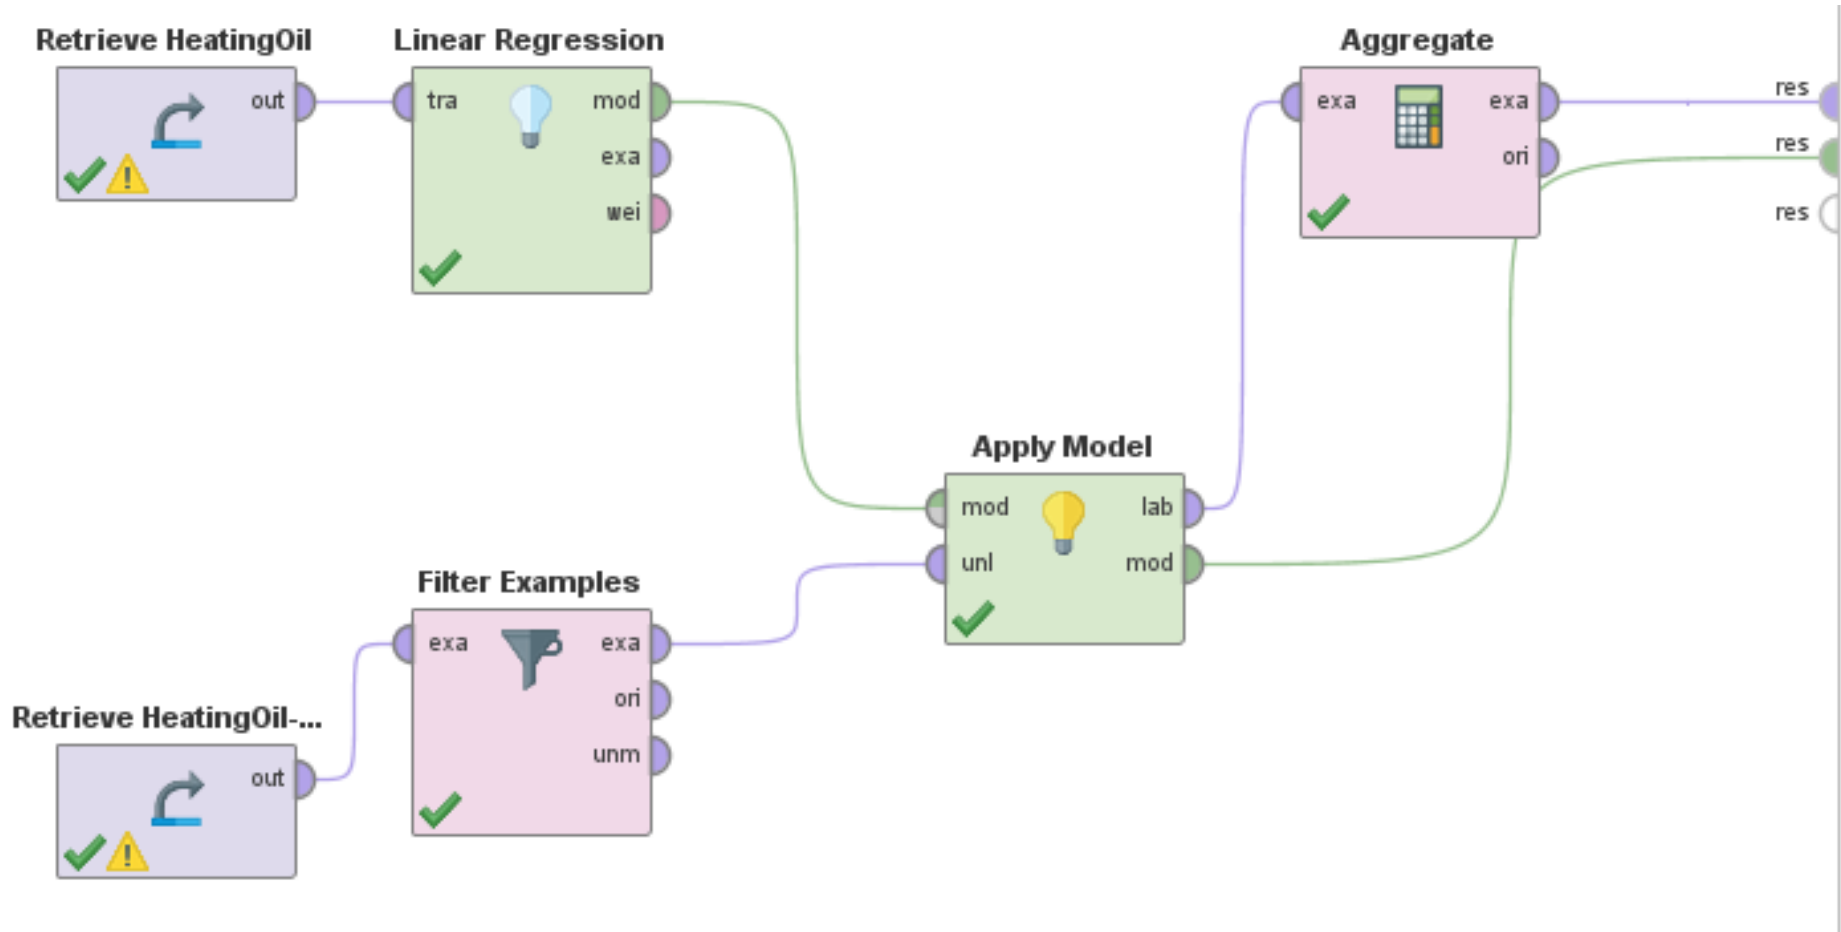 Retrieve HeatingOil
out
Linear Regression
tra
mod
exa
wei
Aggregate
exa
exa
ori
res
res
res
Apply Model
mod
lab
unl
mod
Filter Examples
exa
exa
ori
unm
Retrieve HeatingOil-...
out